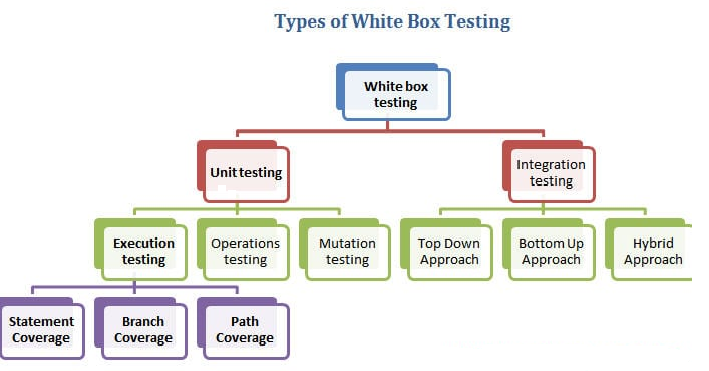 Types of White Box Testing
White box
testing
Unit testing
Integration
testing
Execution
testing
Operations
testing
Mutation
testing
Top Down
Approach
Bottom Up
Approach
Hybrid
Approach
Statement
Coverage
Branch
Coverage
Path
Coverage